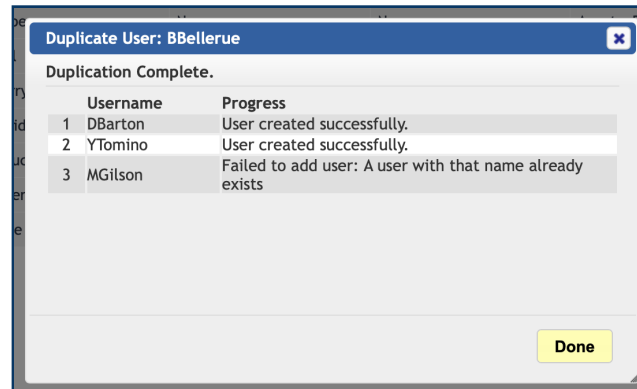 Duplicate User: BBellerue
Duplication Complete.
Username Progress
1 DBarton User created successfully.
2 YTomino User created successfully.
3 MGilson Failed to add user: A user with that name already
exists
Done